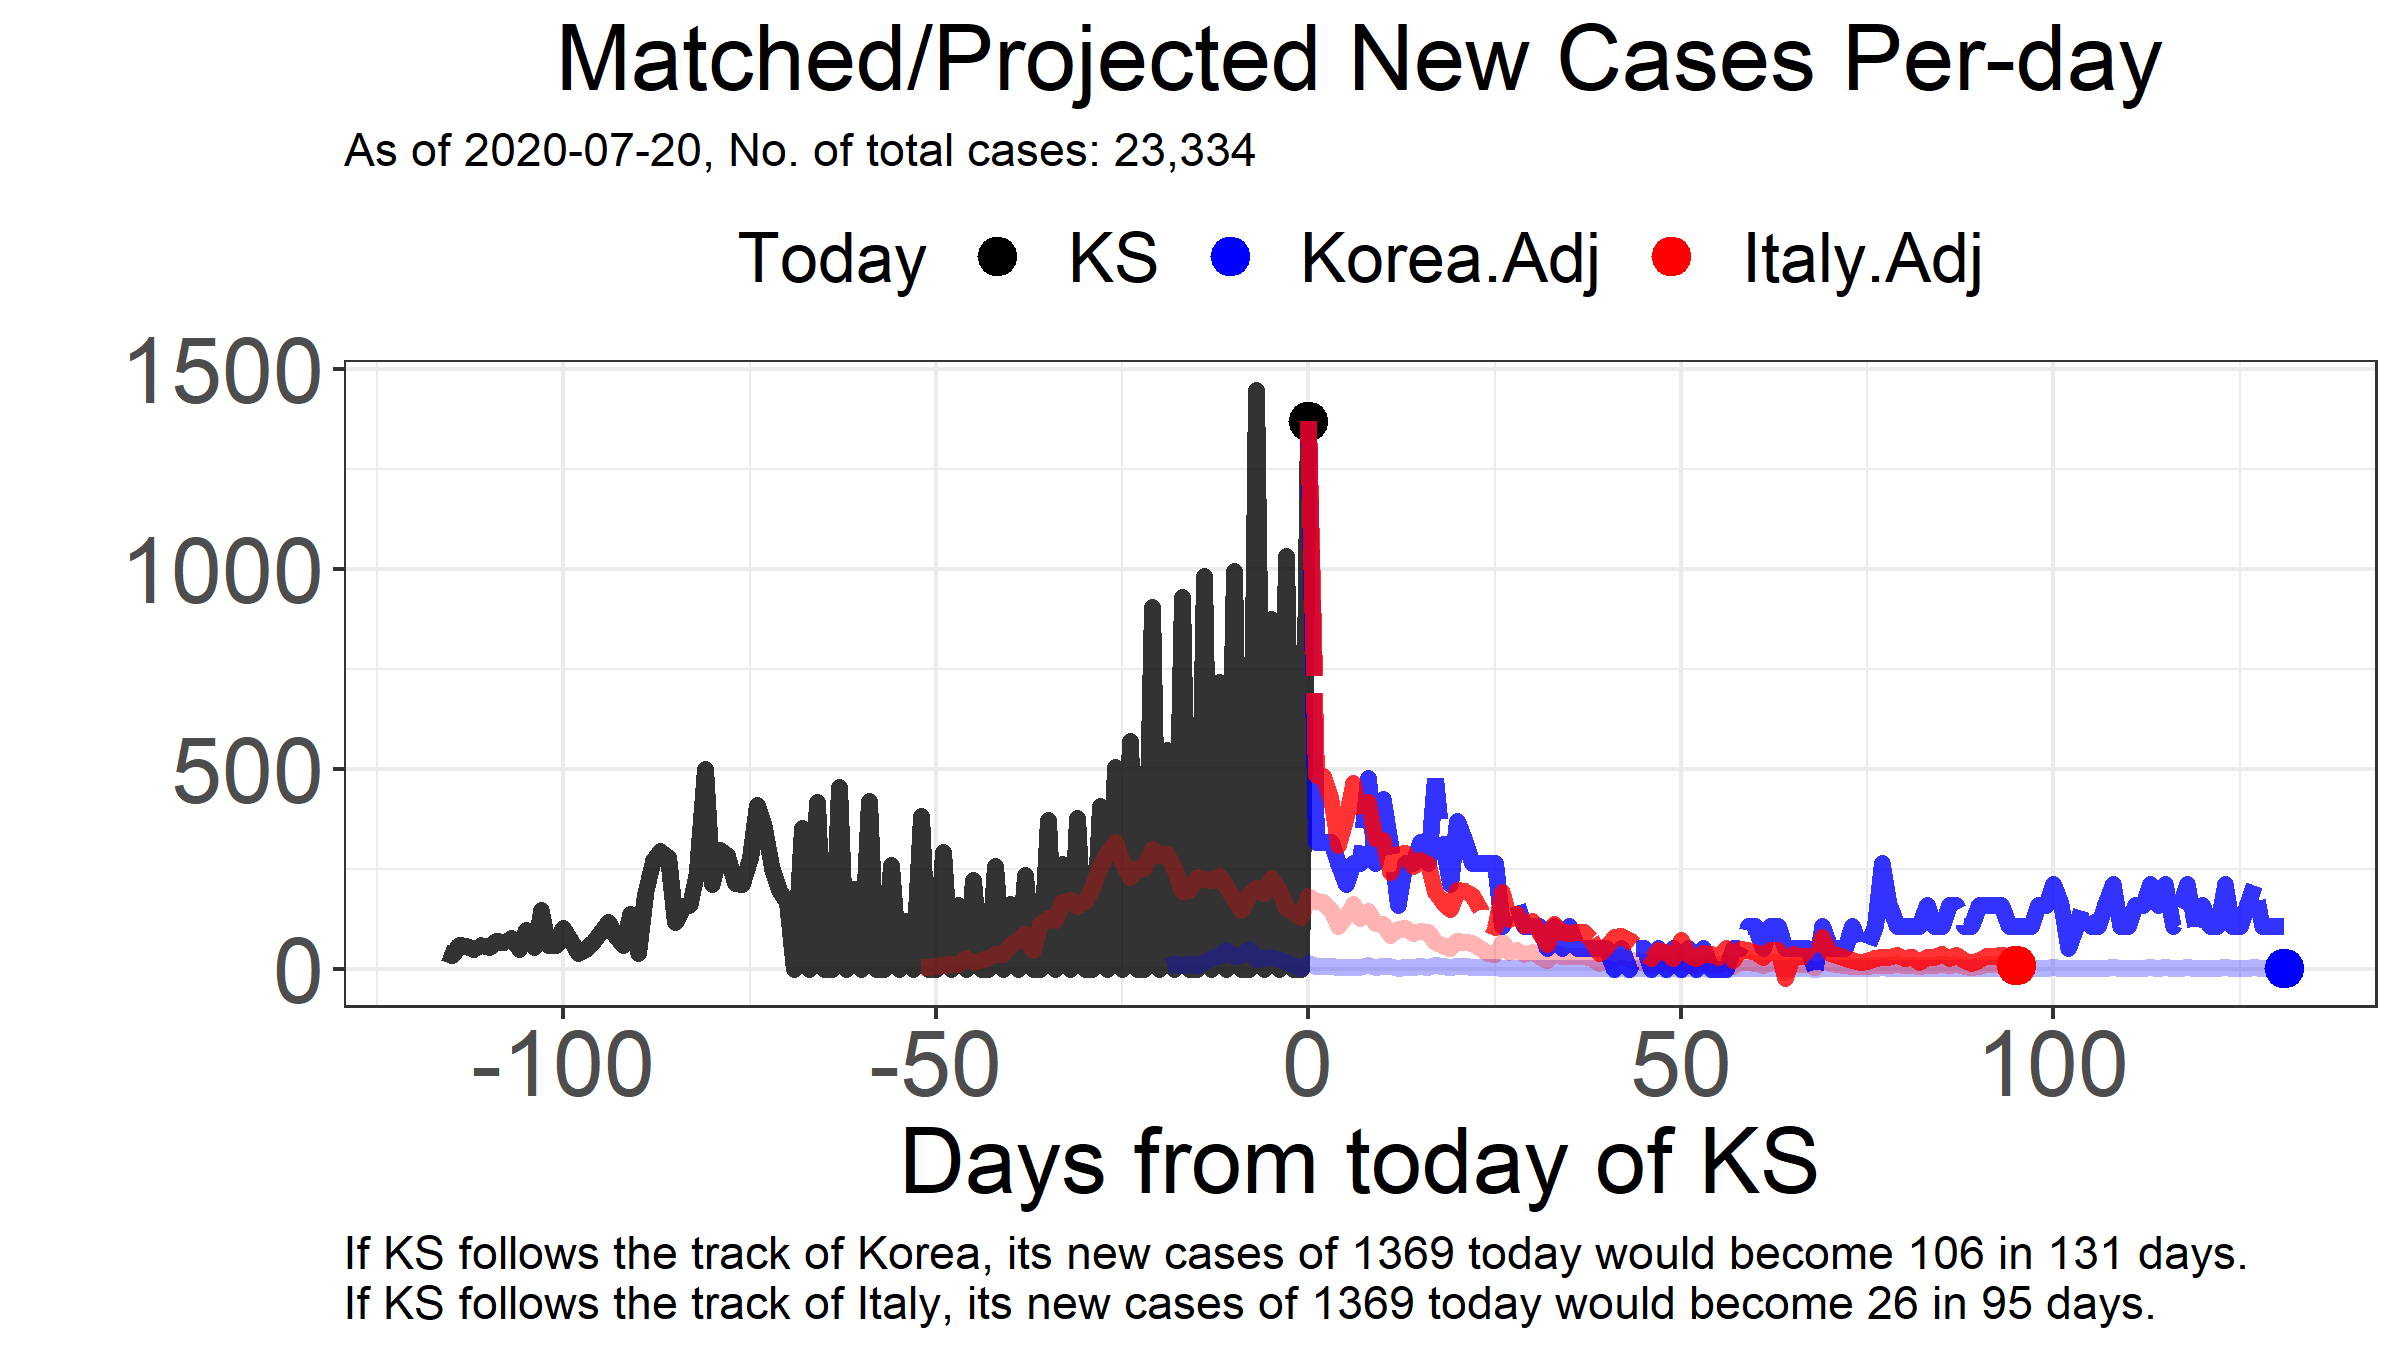 Matched/Projected New Cases Per-day
As of 2020-07-20, No. of total cases: 23,334
Today KS Korea.Adj Italy.Adj
1500
1000
500
0
-100 -50 0 50 100
Days from today of KS
If KS follows the track of Korea, its new cases of 1369 today would become 106 in 131 days.
If KS follows the track of Italy, its new cases of 1369 today would become 26 in 95 days.